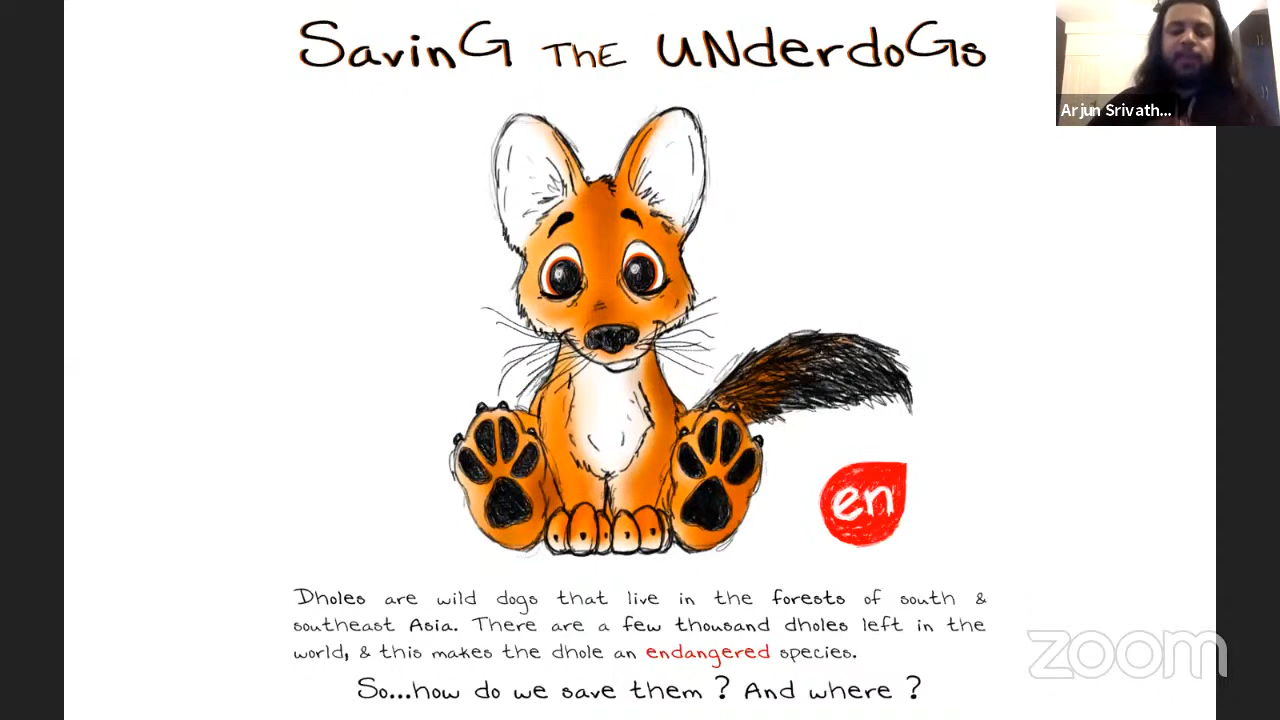 SavinG ThE UNderdoGs
Arjun Srivath...
en
Dholes are wild dogs that live in the forests of south &
southeast Asia. There are a few thousand dholes left in the
world, & this makes the dhole an endangered species.
zoom
So...how do we save them ? And where ?